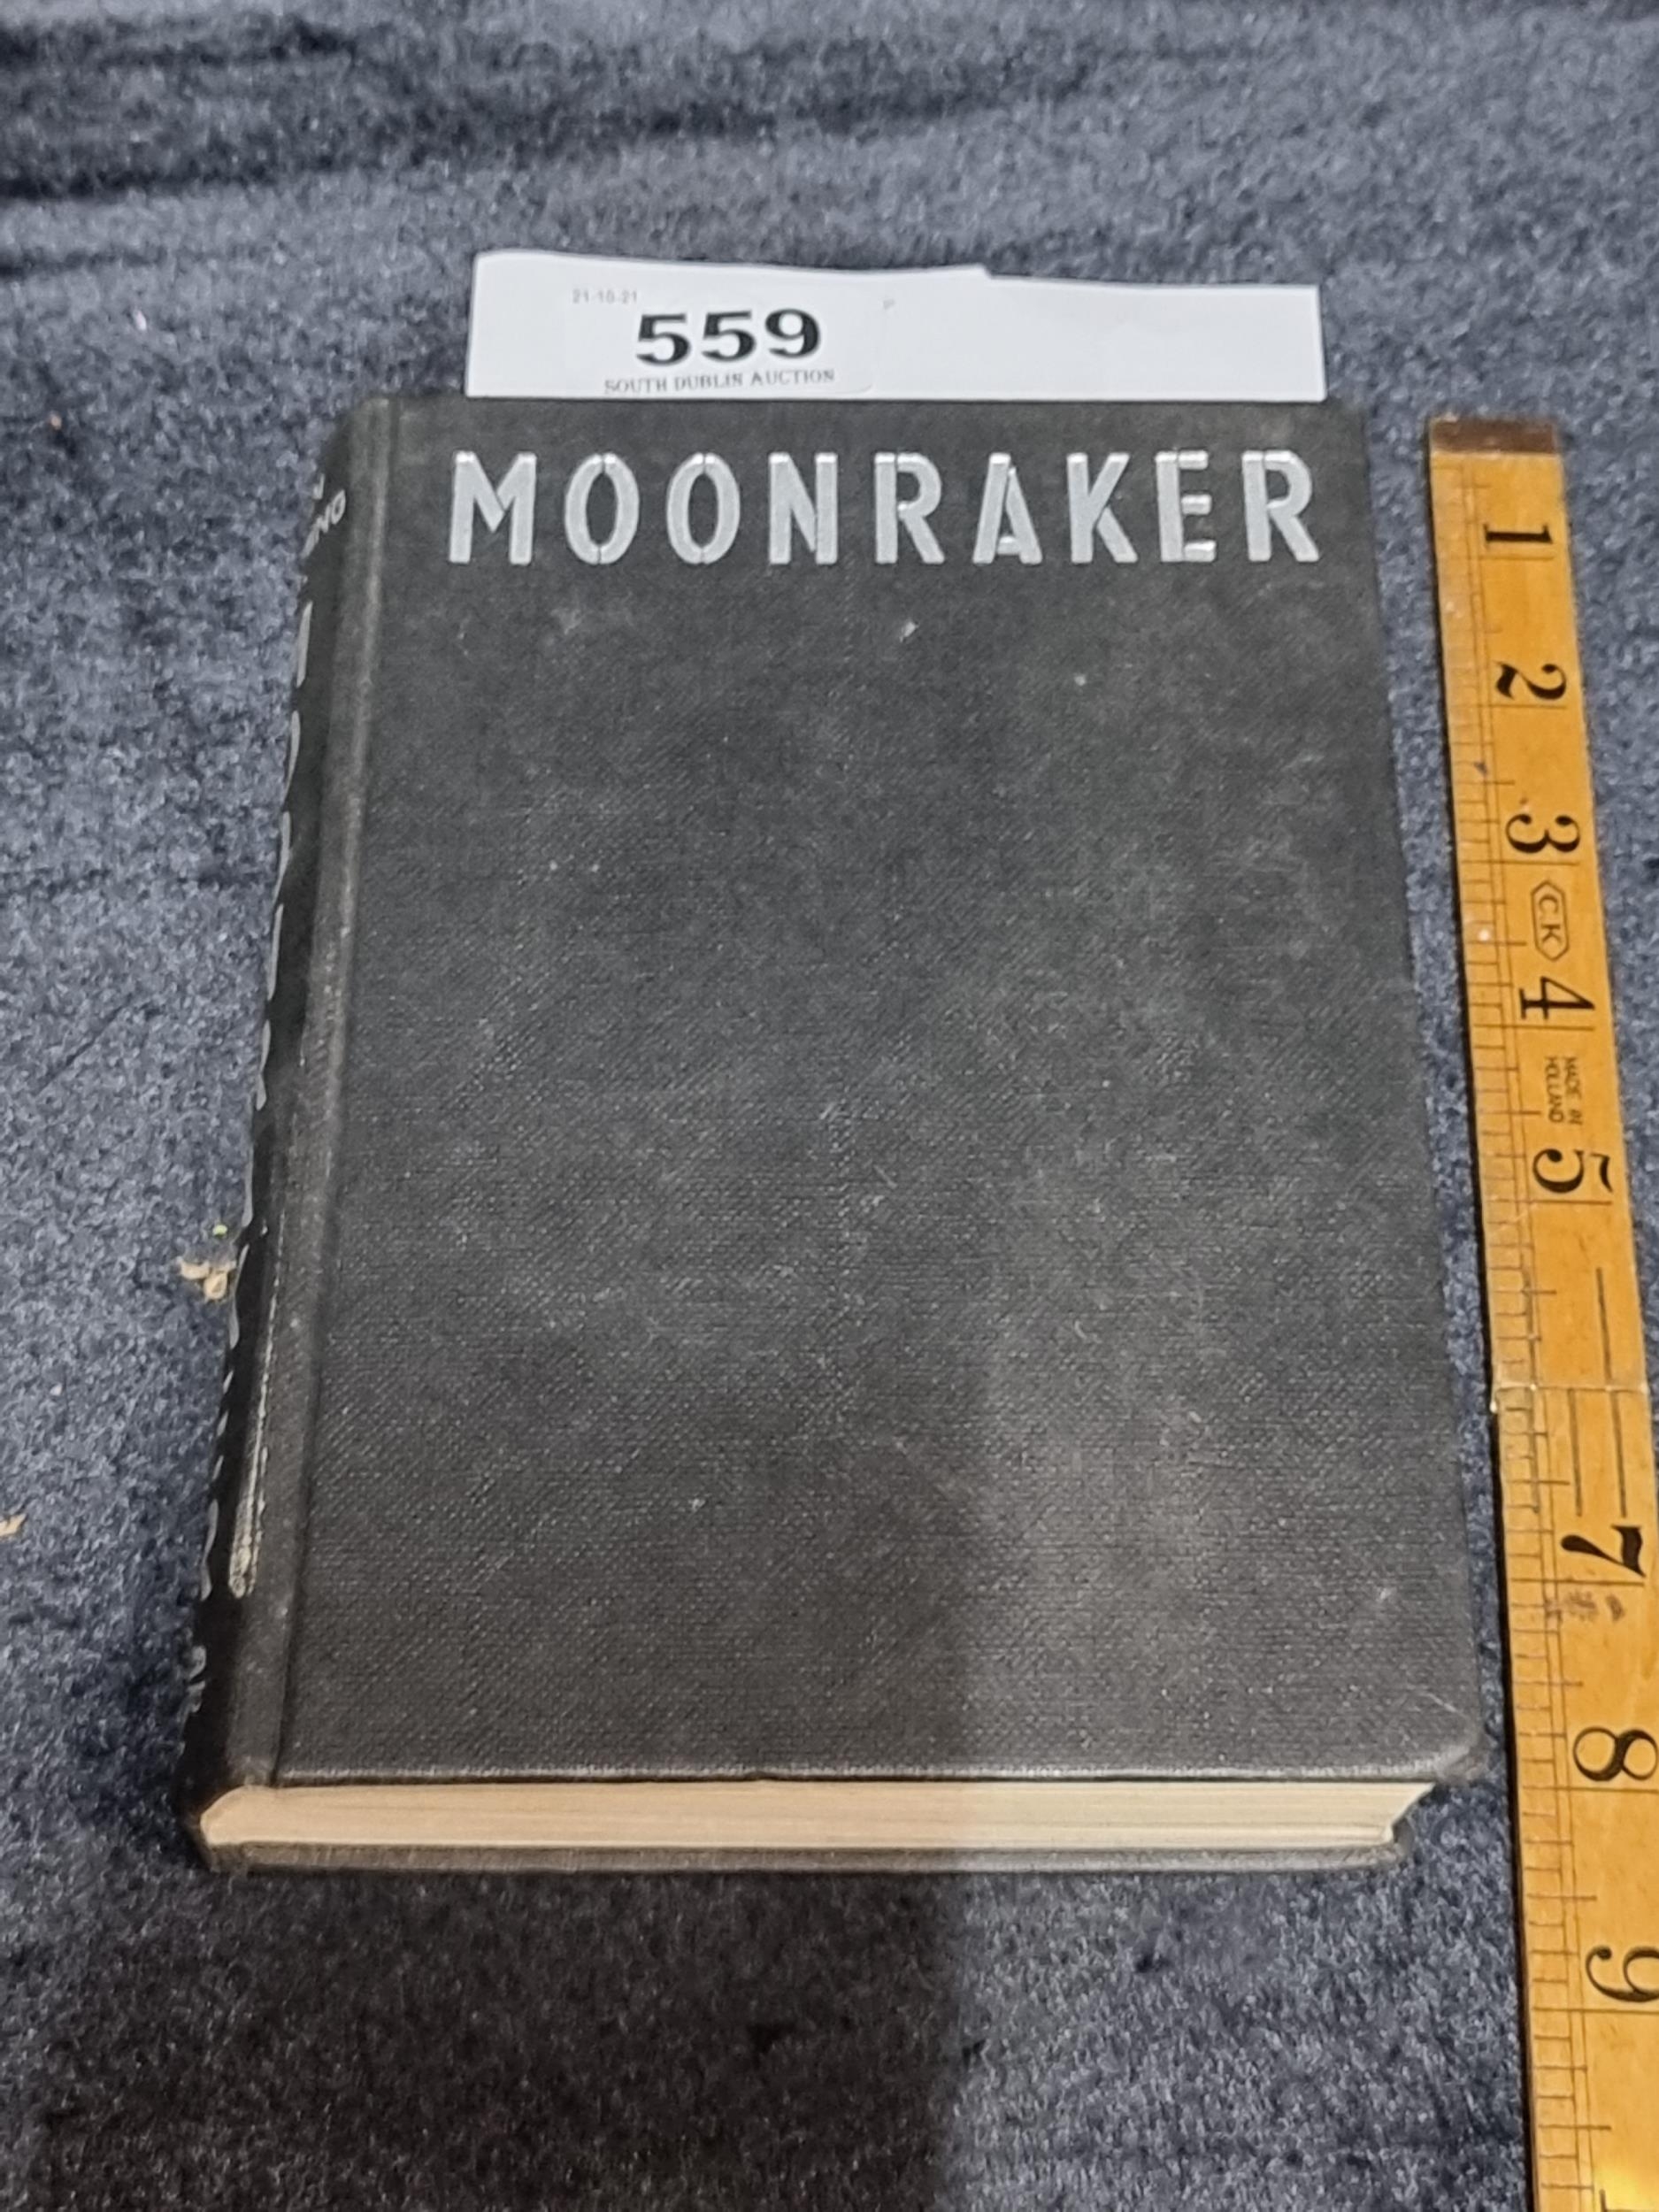 21-10-21
559
SOUTH DUBLIN AUCTION
MOONRAKER
1
2
3
CK
4
MADE IN
HOLLAND
5
7
8
9